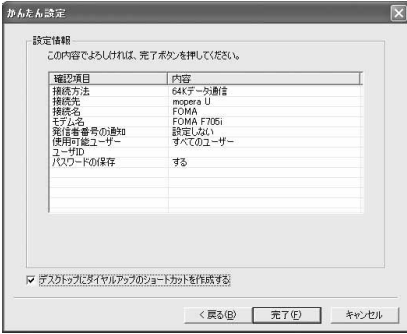 かんたん設定
設定情報
この内容でよろしければ、完了ボタンを押してください。
確認項目 内容
接続方法 64Kデータ通信
接続先 mopera U
接続名 FOMA
モデム名 FOMA F705i
発信者番号の通知 設定しない
使用可能ユーザー すべてのユーザー
ユーザID
パスワードの保存 する
デスクトップにダイヤルアップのショートカットを作成する
< 戻る(B) 完了(F) キャンセル